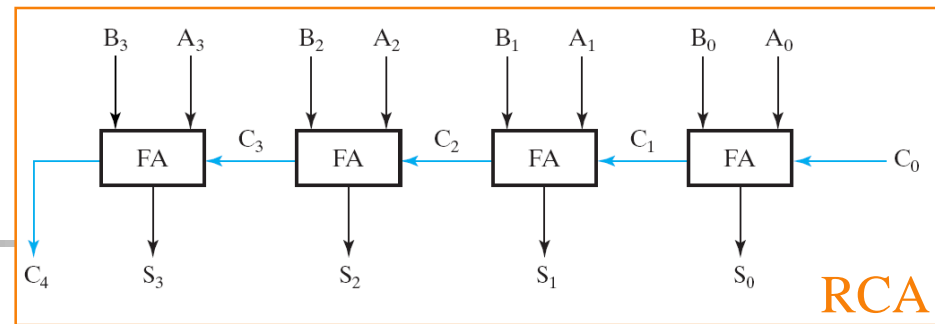 B₃ A₃ B₂ A₂ B₁ A₁ B₀ A₀
FA C₃ FA C₂ FA C₁ FA C₀
C₄ S₃ S₂ S₁ S₀
RCA